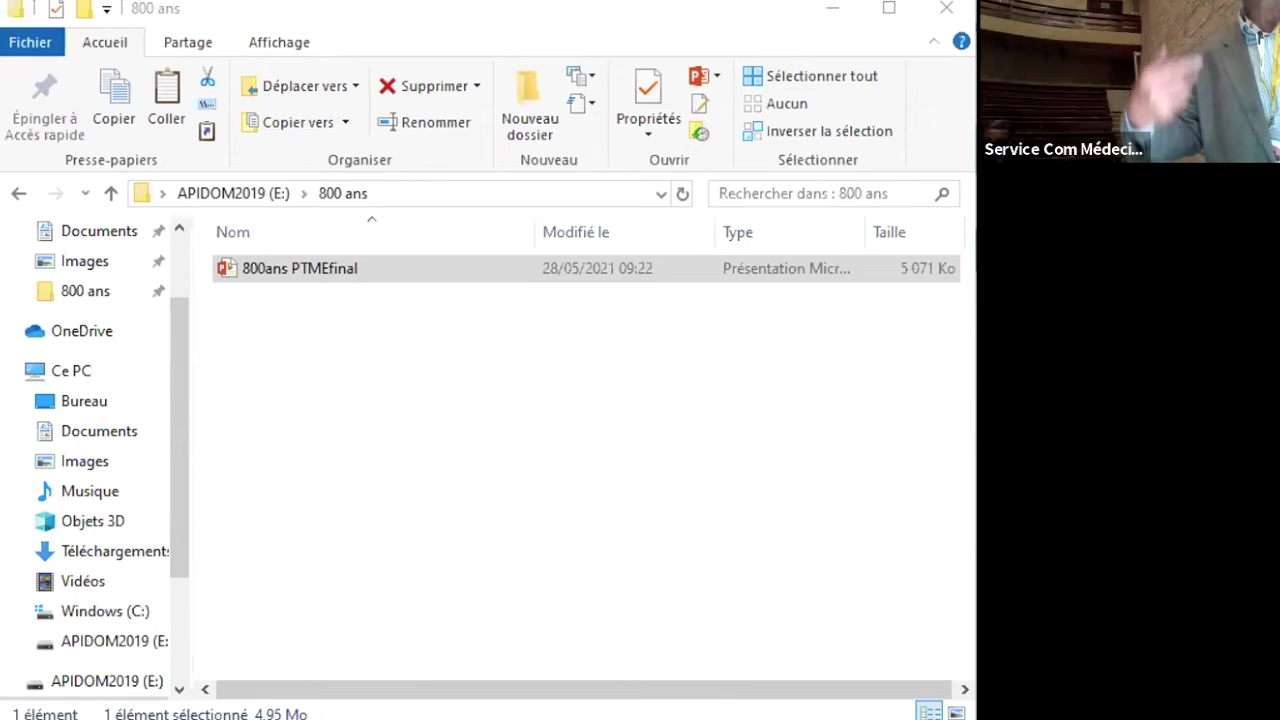 800 ans
Fichier
Accueil
Partage
Affichage
Épingler à
Accès rapide
Copier
Coller
Presse-papiers
Déplacer vers
Copier vers
Supprimer
Renommer
Organiser
Nouveau
dossier
Nouveau
Propriétés
Ouvrir
Sélectionner tout
Aucun
Inverser la sélection
Sélectionner
Service Com Médeci...
APIDOM2019 (E:) > 800 ans
Rechercher dans : 800 ans
Documents
Images
800 ans
OneDrive
Ce PC
Bureau
Documents
Images
Musique
Objets 3D
Téléchargements
Vidéos
Windows (C:)
APIDOM2019 (E:
APIDOM2019 (E:)
Nom Modifié le Type Taille
800ans PTMEfinal 28/05/2021 09:22 Présentation Micr... 5 071 Ko
1 élément 1 élément sélectionné 4,95 Mo